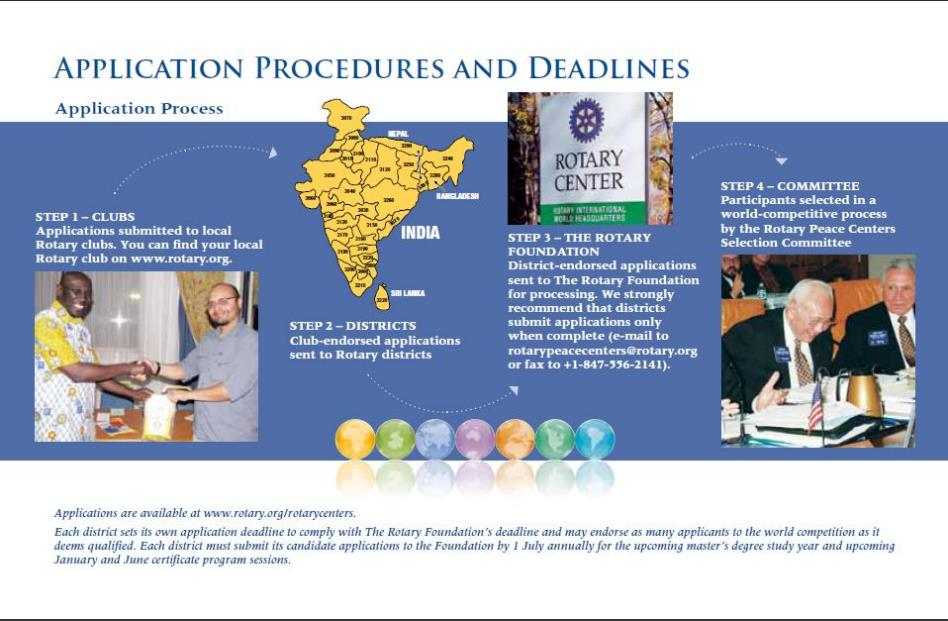 APPLICATION PROCEDURES AND DEADLINES
Application Process
STEP 1 – CLUBS
Applications submitted to local
Rotary clubs. You can find your local
Rotary club on www.rotary.org.
NEPAL
BANGLADESH
INDIA
SRI LANKA
STEP 2 – DISTRICTS
Club-endorsed applications
sent to Rotary districts
ROTARY
CENTER
ROTARY INTERNATIONAL
WORLD HEADQUARTERS
STEP 3 – THE ROTARY
FOUNDATION
District-endorsed applications
sent to The Rotary Foundation
for processing. We strongly
recommend that districts
submit applications only
when complete (e-mail to
rotarypeacecenters@rotary.org
or fax to +1-847-556-2141).
STEP 4 – COMMITTEE
Participants selected in a
world-competitive process
by the Rotary Peace Centers
Selection Committee
Applications are available at www.rotary.org/rotarycenters.
Each district sets its own application deadline to comply with The Rotary Foundation's deadline and may endorse as many applicants to the world competition as it
deems qualified. Each district must submit its candidate applications to the Foundation by 1 July annually for the upcoming master's degree study year and upcoming
January and June certificate program sessions.